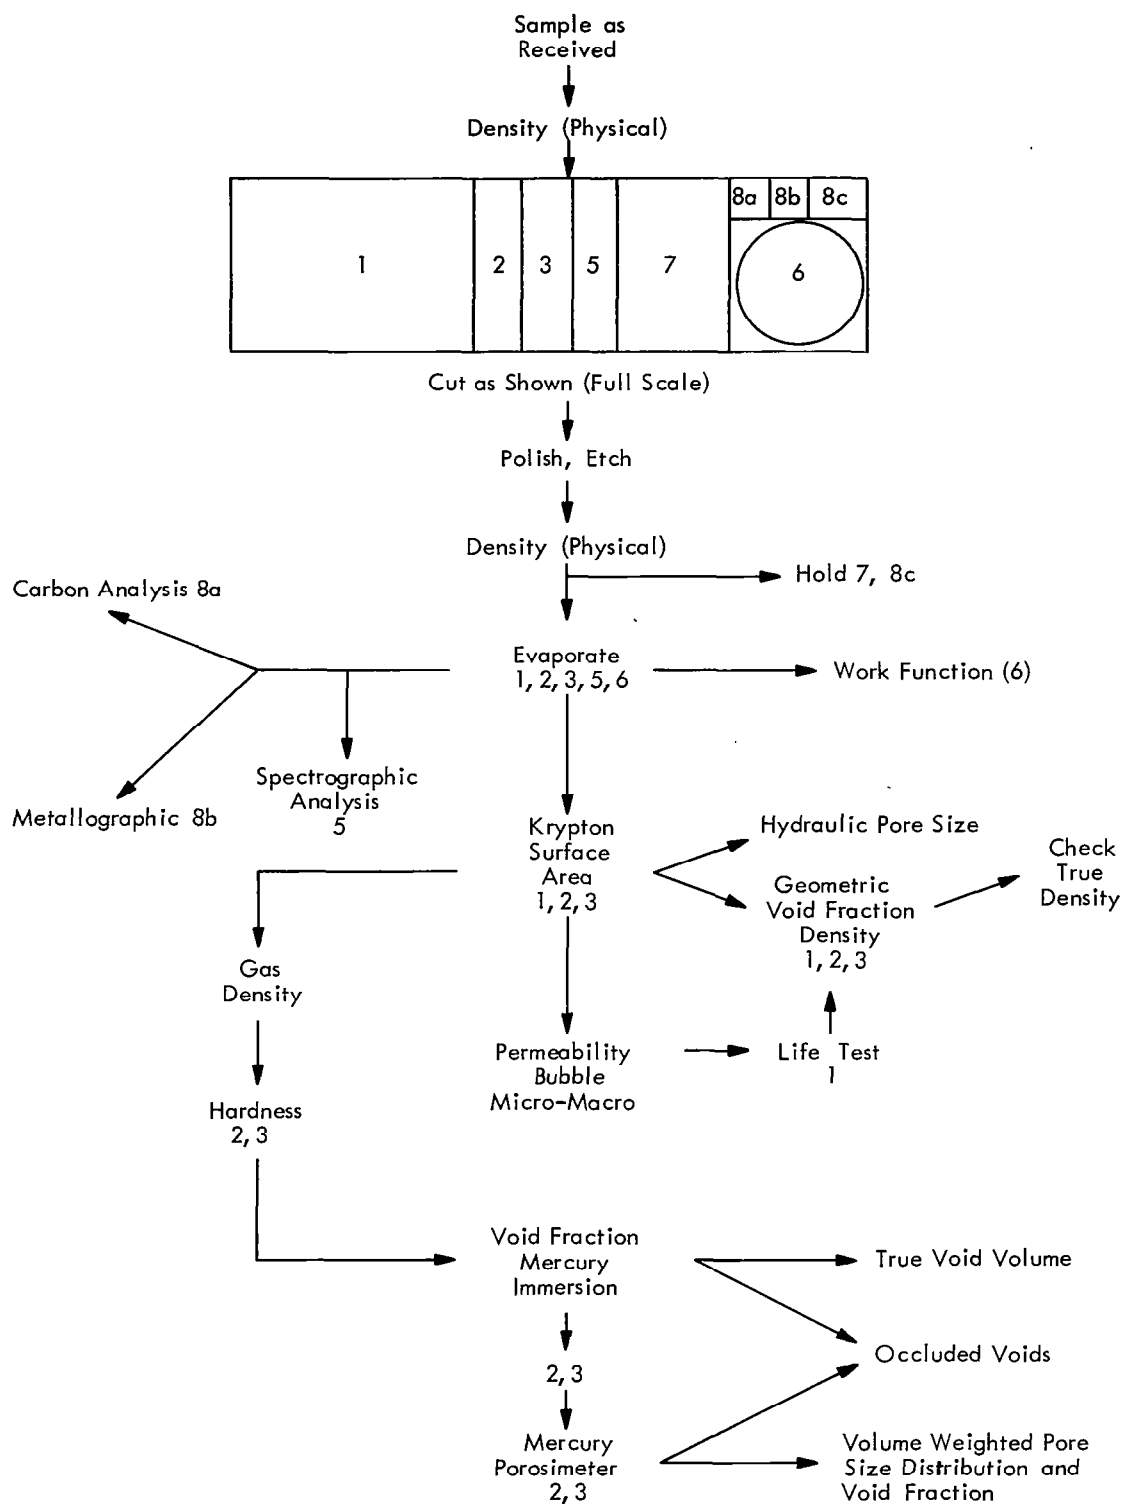 Sample as
Received
Density (Physical)
8a 8b 8c
1 2 3 5 7 6
Cut as Shown (Full Scale)
Polish, Etch
Density (Physical)
Hold 7, 8c
Carbon Analysis 8a
Evaporate
1, 2, 3, 5, 6
Work Function (6)
Spectrographic
Analysis
5
Metallographic 8b
Krypton
Surface
Area
1, 2, 3
Hydraulic Pore Size
Geometric
Void Fraction
Density
1, 2, 3
Check
True
Density
Gas
Density
Permeability
Bubble
Micro-Macro
Life Test
1
Hardness
2, 3
Void Fraction
Mercury
Immersion
True Void Volume
Occluded Voids
2, 3
Mercury
Porosimeter
2, 3
Volume Weighted Pore
Size Distribution and
Void Fraction